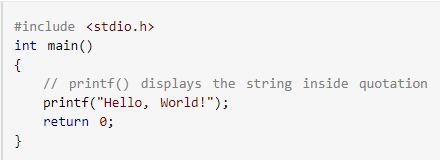 #include <stdio.h>
int main()
{
    // printf() displays the string inside quotation
    printf("Hello, World!");
    return 0;
}